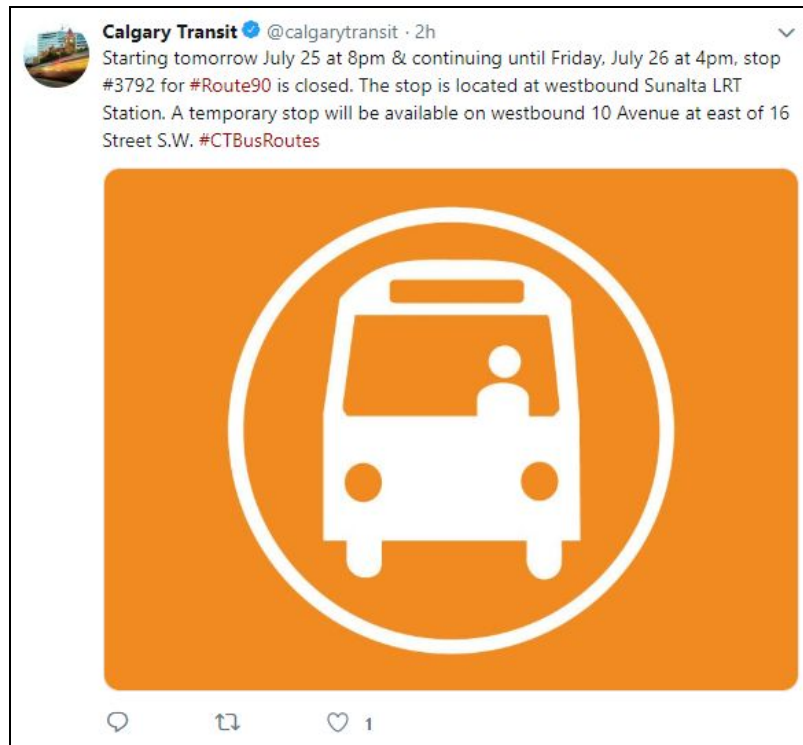 Calgary Transit @calgarytransit · 2h
Starting tomorrow July 25 at 8pm & continuing until Friday, July 26 at 4pm, stop
#3792 for #Route90 is closed. The stop is located at westbound Sunalta LRT
Station. A temporary stop will be available on westbound 10 Avenue at east of 16
Street S.W. #CTBusRoutes
1